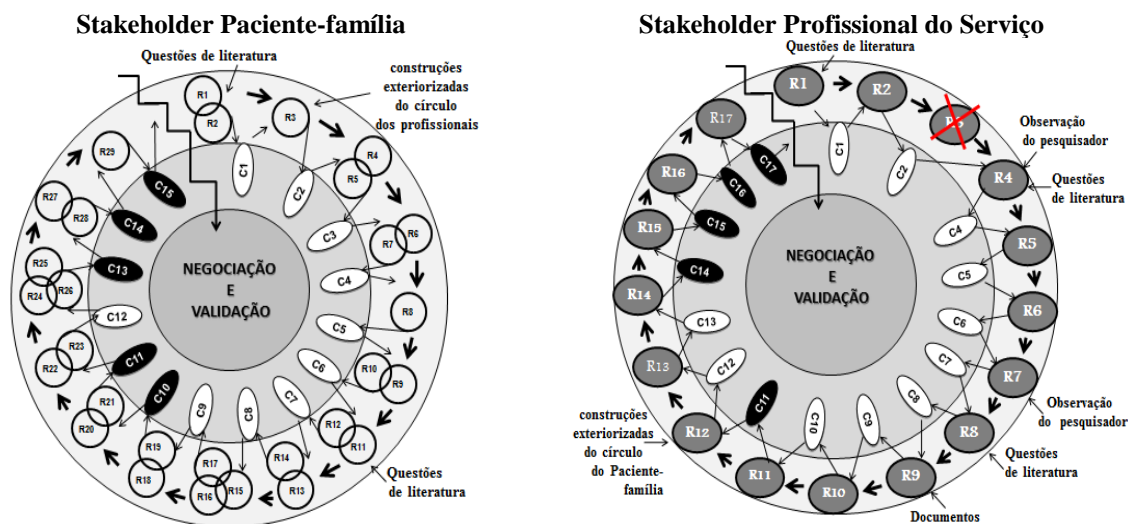 Stakeholder Paciente-família
Questões de literatura
construções
exteriorizadas
do círculo
dos profissionais
R1
R2
R3
R4
R5
R6
R7
R8
R9
R10
R11
R12
R13
R14
R15
R16
R17
R18
R19
R20
R21
R22
R23
R24
R25
R26
R27
R28
R29
C1
C2
C3
C4
C5
C6
C7
C8
C9
C10
C11
C12
C13
C14
C15
NEGOCIAÇÃO
E
VALIDAÇÃO
Questões
de literatura
Stakeholder Profissional do Serviço
Questões de literatura
R1
R2
R4
R5
R6
R7
R8
R9
R10
R11
R12
R13
R14
R15
R16
R17
C1
C2
C4
C5
C6
C7
C8
C9
C10
C11
C12
C13
C14
C15
C16
C17
NEGOCIAÇÃO
E
VALIDAÇÃO
Observação
do pesquisador
Questões
de literatura
Observação
do pesquisador
Questões
de literatura
Documentos
construções
exteriorizadas
do círculo
do Paciente-
família